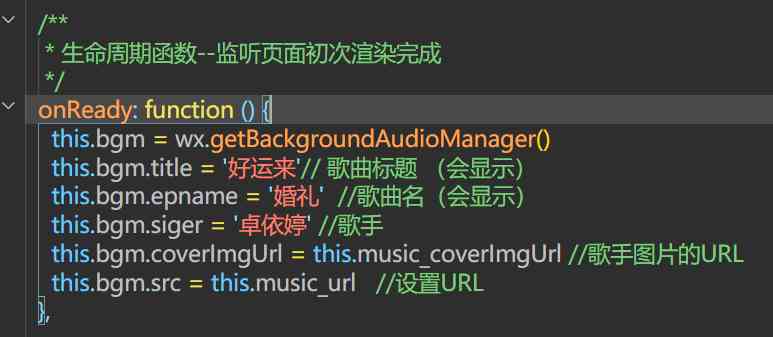 /**
* 生命周期函数--监听页面初次渲染完成
*/
onReady: function () {
this.bgm = wx.getBackgroundAudioManager()
this.bgm.title = '好运来'// 歌曲标题 （会显示）
this.bgm.epname = '婚礼'  //歌曲名（会显示）
this.bgm.siger = '卓依婷' //歌手
this.bgm.coverImgUrl = this.music_coverImgUrl //歌手图片的URL
this.bgm.src = this.music_url   //设置URL
},